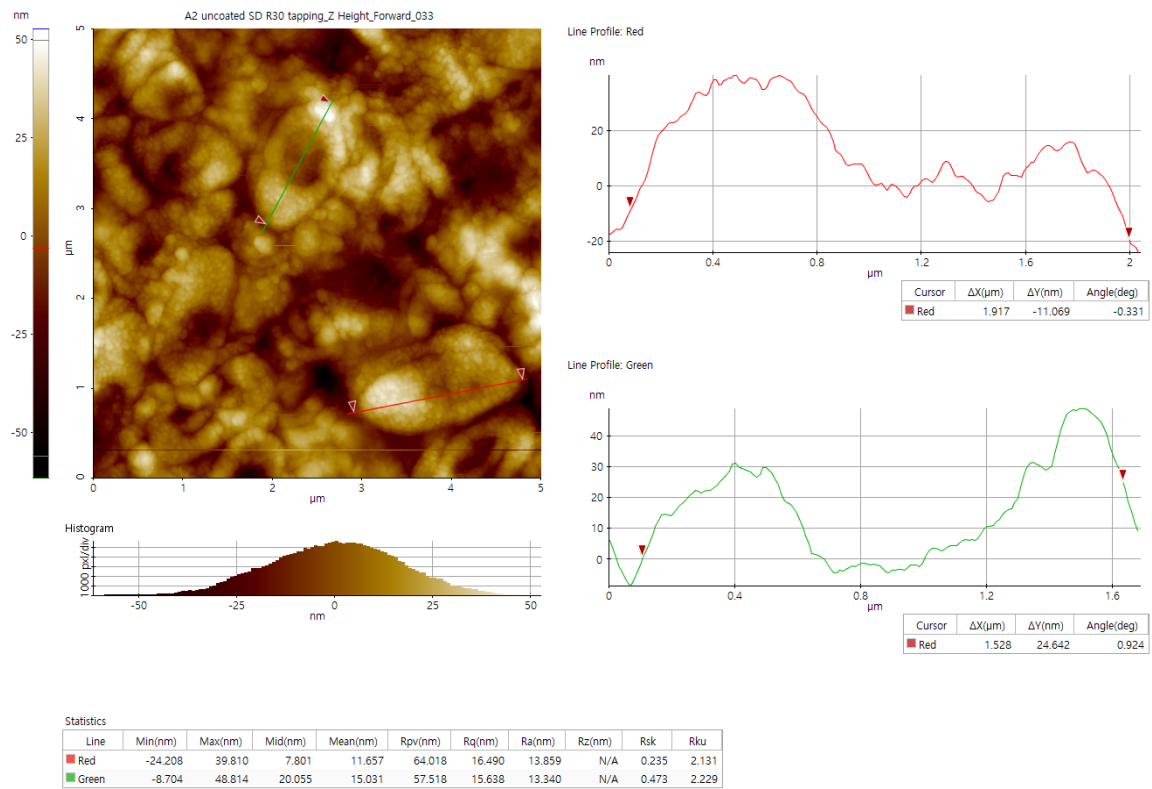 nm
A2 uncoated SD R30 tapping_Z Height_Forward_033
50
25
0
-25
-50
5
4
3
2
1
0
µm
0 1 2 3 4 5
µm
Line Profile: Red
nm
20
0
-20
0 0.4 0.8 1.2 1.6 2
µm
Cursor ΔX(µm) ΔY(nm) Angle(deg)
Red 1.917 -11.069 -0.331
Line Profile: Green
nm
40
30
20
10
0
0 0.4 0.8 1.2 1.6
µm
Cursor ΔX(µm) ΔY(nm) Angle(deg)
Red 1.528 24.642 0.924
Histogram
1000 pxl/div
-50 -25 0 25 50
nm
Statistics
Line Min(nm) Max(nm) Mid(nm) Mean(nm) Rpv(nm) Rq(nm) Ra(nm) Rz(nm) Rsk Rku
Red -24.208 39.810 7.801 11.657 64.018 16.490 13.859 N/A 0.235 2.131
Green -8.704 48.814 20.055 15.031 57.518 15.638 13.340 N/A 0.473 2.229